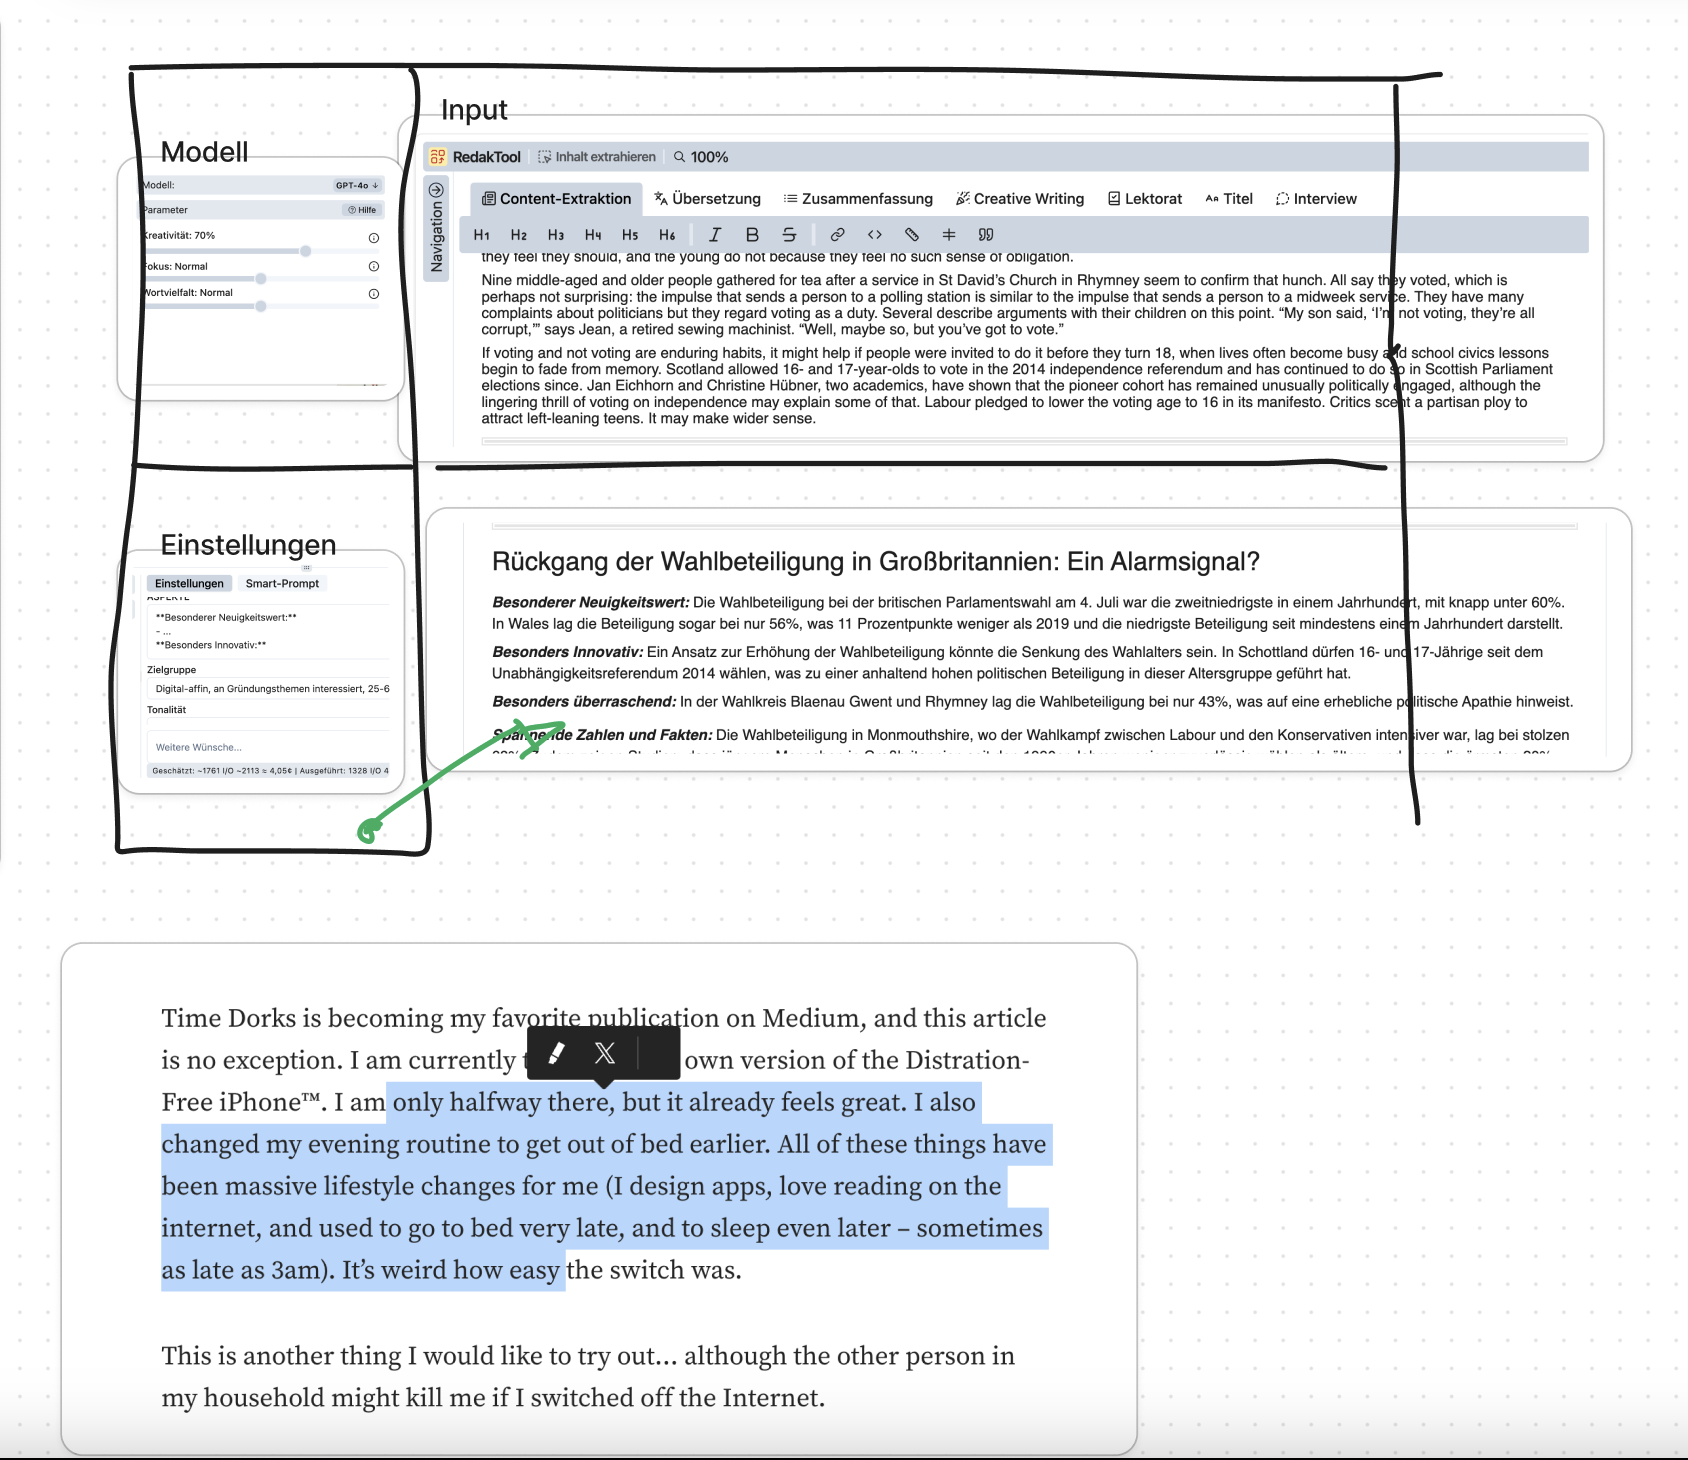 Input
Modell
RedakTool Inhalt extrahieren 100%
Modell: GPT-4o
Parameter Hilfe
Kreativität: 70%
Fokus: Normal
Wortvielfalt: Normal
Navigation
Content-Extraktion Übersetzung Zusammenfassung Creative Writing Lektorat Aa Titel Interview
H1 H2 H3 H4 H5 H6 I B S
they feel they should, and the young do not because they feel no such sense of obligation.
Nine middle-aged and older people gathered for tea after a service in St David's Church in Rhymney seem to confirm that hunch. All say they voted, which is
perhaps not surprising: the impulse that sends a person to a polling station is similar to the impulse that sends a person to a midweek service. They have many
complaints about politicians but they regard voting as a duty. Several describe arguments with their children on this point. “My son said, ‘I'm not voting, they're all
corrupt,’” says Jean, a retired sewing machinist. “Well, maybe so, but you've got to vote.”
If voting and not voting are enduring habits, it might help if people were invited to do it before they turn 18, when lives often become busy and school civics lessons
begin to fade from memory. Scotland allowed 16- and 17-year-olds to vote in the 2014 independence referendum and has continued to do so in Scottish Parliament
elections since. Jan Eichhorn and Christine Hübner, two academics, have shown that the pioneer cohort has remained unusually politically engaged, although the
lingering thrill of voting on independence may explain some of that. Labour pledged to lower the voting age to 16 in its manifesto. Critics scent a partisan ploy to
attract left-leaning teens. It may make wider sense.
Einstellungen
Einstellungen Smart-Prompt
ASPEKTE
**Besonderer Neuigkeitswert:**
- ...
**Besonders Innovativ:**
Zielgruppe
Digital-affin, an Gründungsthemen interessiert, 25-6
Tonalität
Weitere Wünsche...
Geschätzt: ~1761 I/O ~2113 ≈ 4,05¢ | Ausgeführt: 1328 I/O 4
Rückgang der Wahlbeteiligung in Großbritannien: Ein Alarmsignal?
Besonderer Neuigkeitswert: Die Wahlbeteiligung bei der britischen Parlamentswahl am 4. Juli war die zweitniedrigste in einem Jahrhundert, mit knapp unter 60%.
In Wales lag die Beteiligung sogar bei nur 56%, was 11 Prozentpunkte weniger als 2019 und die niedrigste Beteiligung seit mindestens einem Jahrhundert darstellt.
Besonders Innovativ: Ein Ansatz zur Erhöhung der Wahlbeteiligung könnte die Senkung des Wahlalters sein. In Schottland dürfen 16- und 17-Jährige seit dem
Unabhängigkeitsreferendum 2014 wählen, was zu einer anhaltend hohen politischen Beteiligung in dieser Altersgruppe geführt hat.
Besonders überraschend: In der Wahlkreis Blaenau Gwent und Rhymney lag die Wahlbeteiligung bei nur 43%, was auf eine erhebliche politische Apathie hinweist.
Spannende Zahlen und Fakten: Die Wahlbeteiligung in Monmouthshire, wo der Wahlkampf zwischen Labour und den Konservativen intensiver war, lag bei stolzen
Time Dorks is becoming my favorite publication on Medium, and this article
is no exception. I am currently own version of the Distration-
Free iPhone™. I am only halfway there, but it already feels great. I also
changed my evening routine to get out of bed earlier. All of these things have
been massive lifestyle changes for me (I design apps, love reading on the
internet, and used to go to bed very late, and to sleep even later – sometimes
as late as 3am). It's weird how easy the switch was.
This is another thing I would like to try out… although the other person in
my household might kill me if I switched off the Internet.